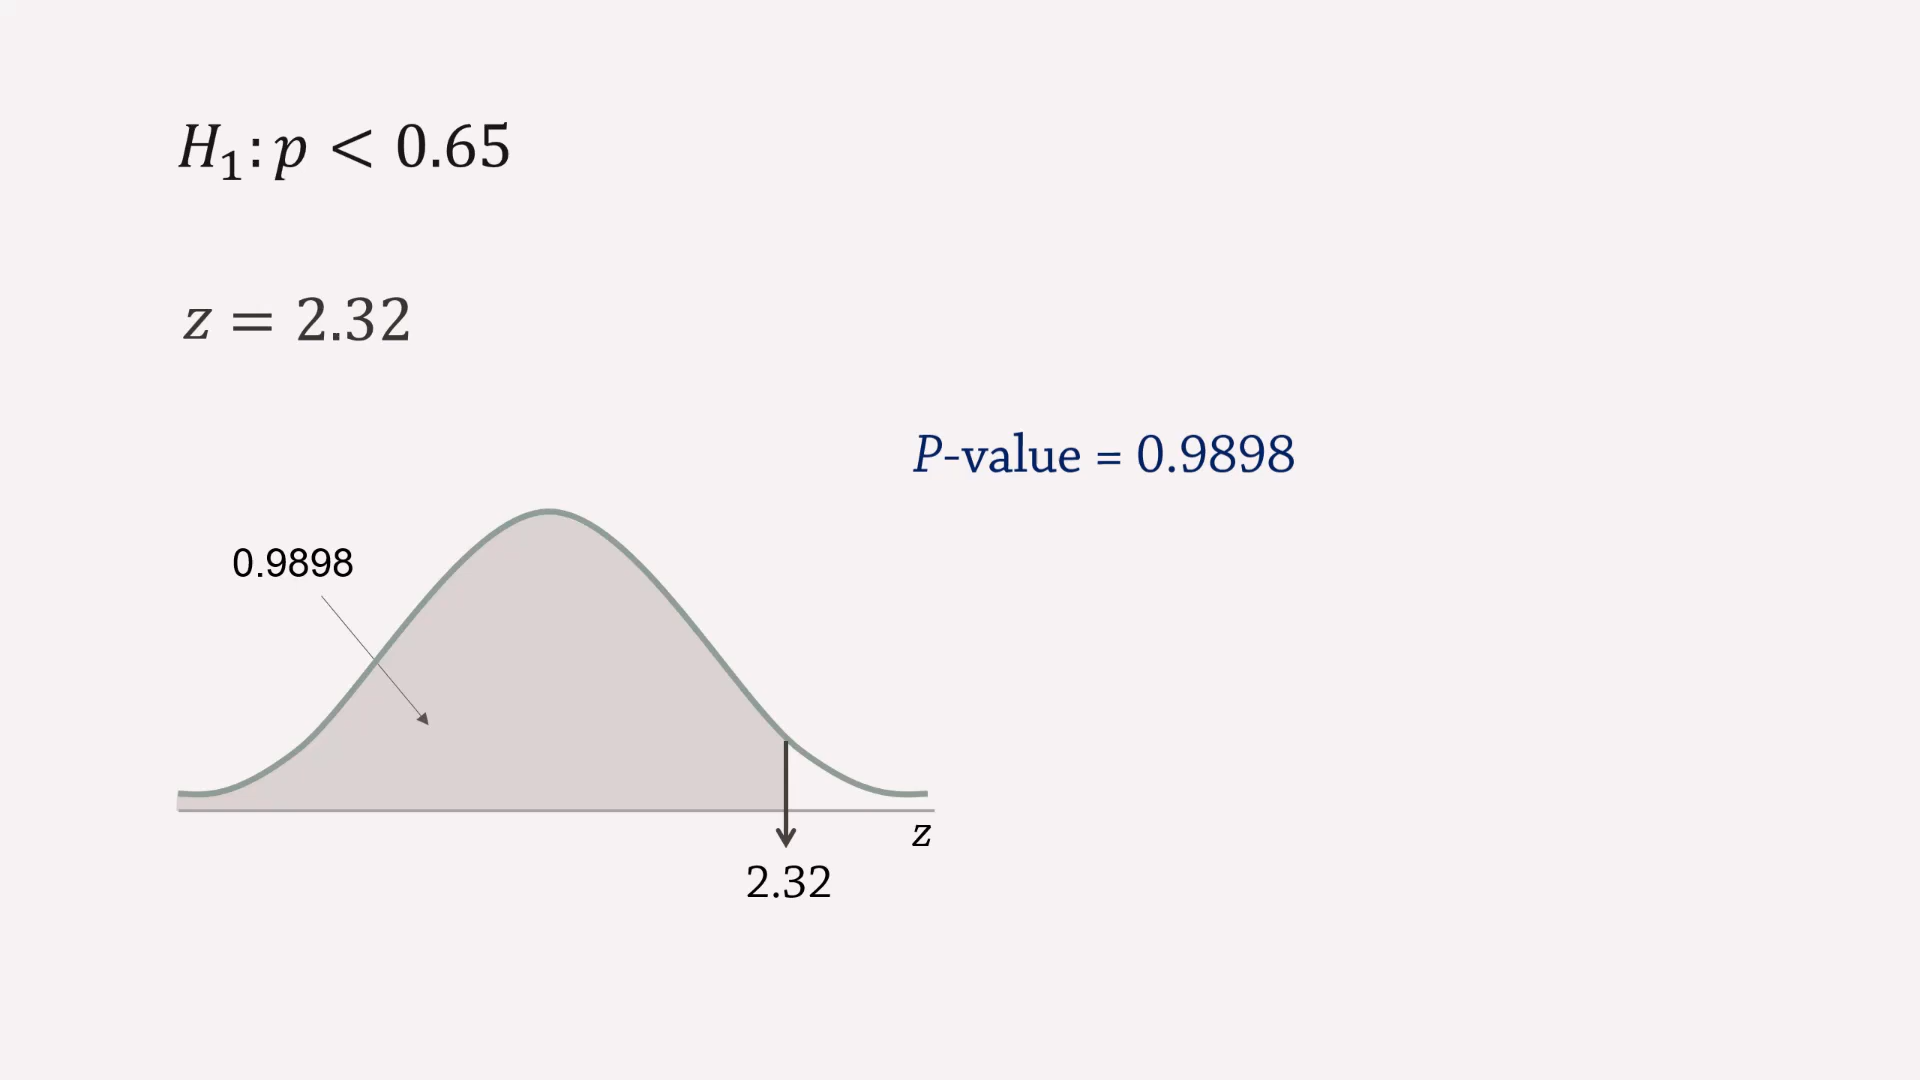 H₁: p < 0.65
z = 2.32
P-value = 0.9898
0.9898
z
2.32